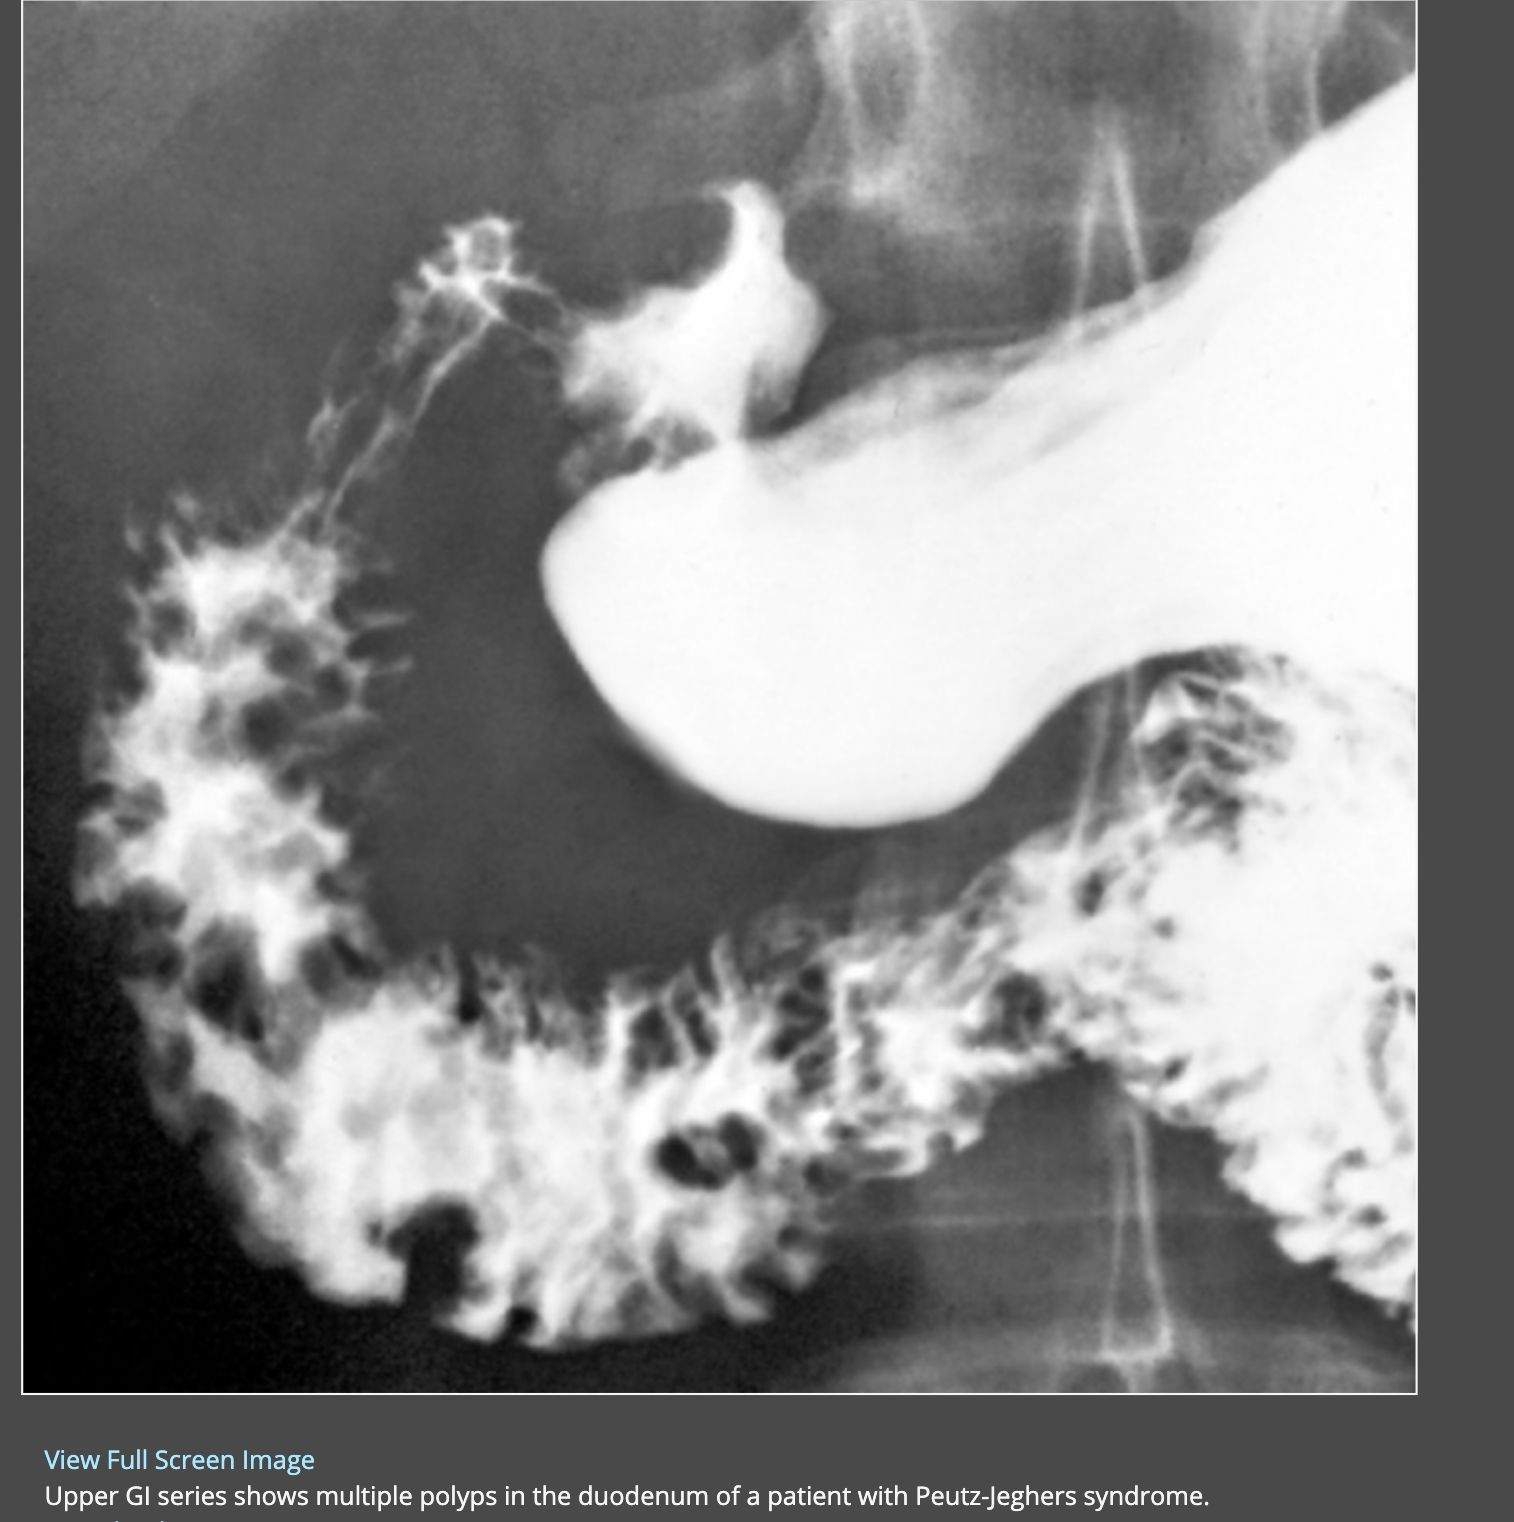 View Full Screen Image
Upper GI series shows multiple polyps in the duodenum of a patient with Peutz-Jeghers syndrome.